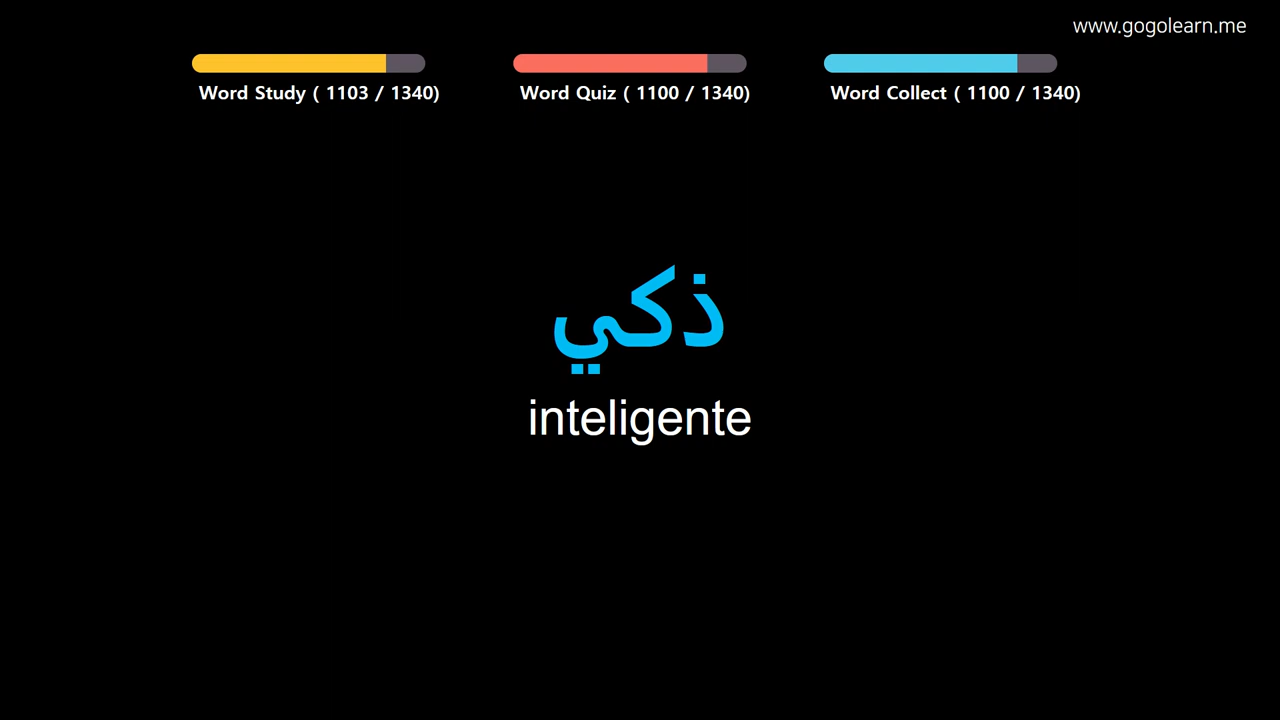 www.gogolearn.me
Word Study ( 1103 / 1340)
Word Quiz ( 1100 / 1340)
Word Collect ( 1100 / 1340)
ذكي
inteligente